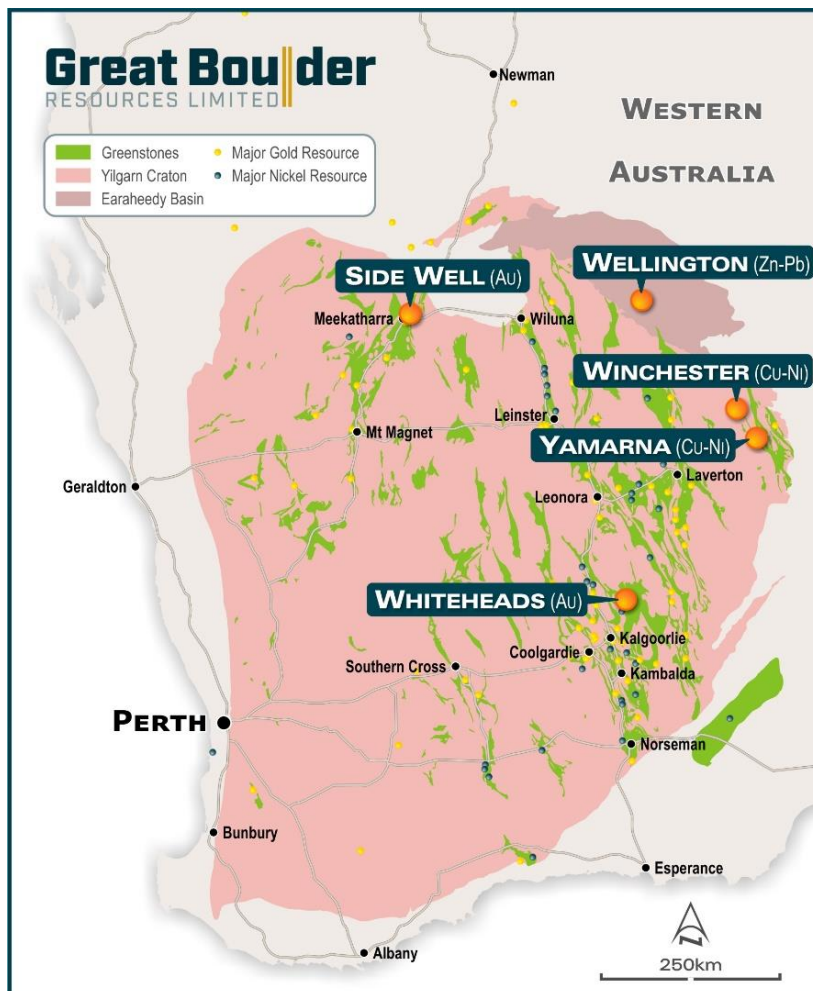 Great Boulder
RESOURCES LIMITED
Newman
WESTERN
AUSTRALIA
Greenstones
Major Gold Resource
Yilgarn Craton
Major Nickel Resource
Earaheedy Basin
SIDE WELL (AU)
WELLINGTON (ZN-PB)
Meekatharra
Wiluna
WINCHESTER (CU-NI)
Leinster
Mt Magnet
YAMARNA (CU-NI)
Geraldton
Laverton
Leonora
WHITEHEADS (AU)
Kalgoorlie
Coolgardie
Southern Cross
Kambalda
PERTH
Norseman
Bunbury
Esperance
N
Albany
250km